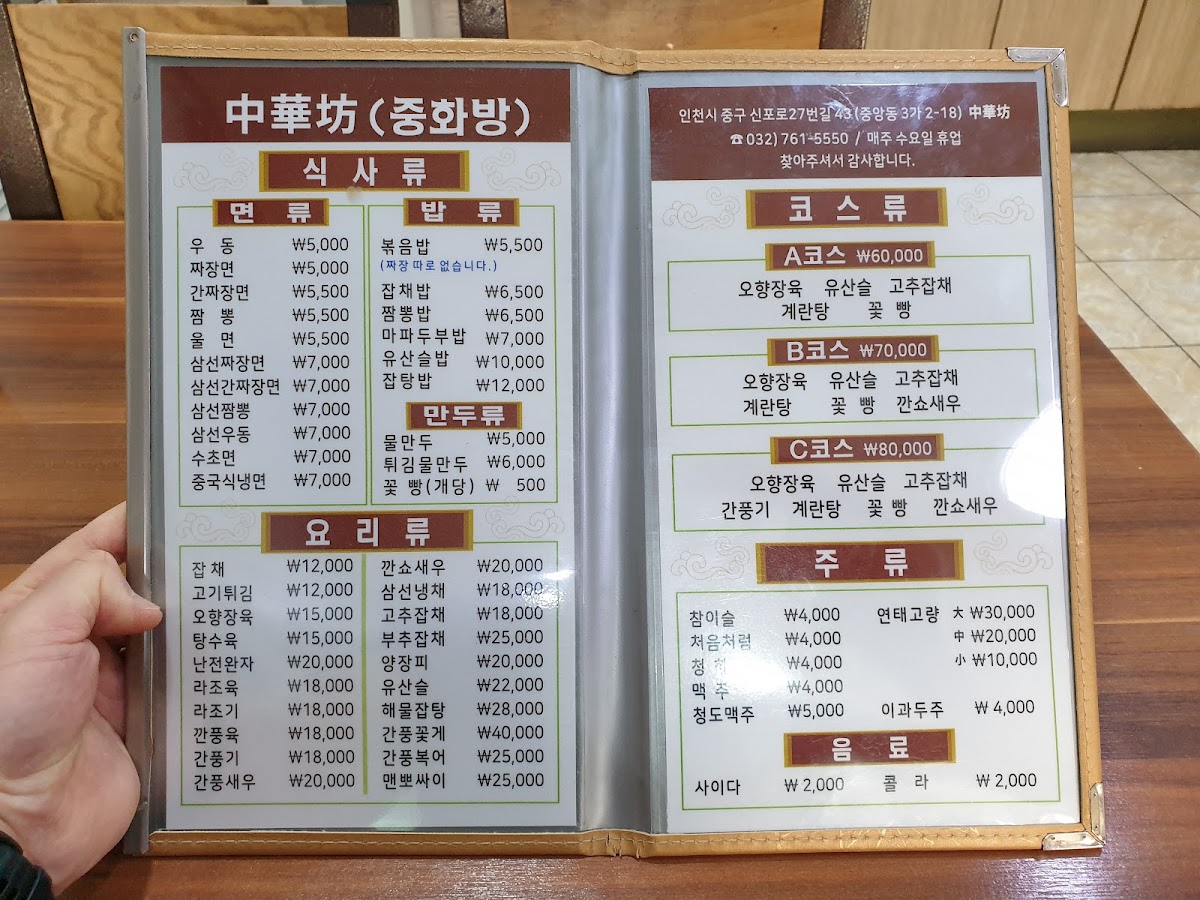 中華坊 (중화방)
식 사 류
면 류
우 동 ₩5,000
짜장면 ₩5,000
간짜장면 ₩5,500
짬 뽕 ₩5,500
울 면 ₩5,500
삼선짜장면 ₩7,000
삼선간짜장면 ₩7,000
삼선짬뽕 ₩7,000
삼선우동 ₩7,000
수초면 ₩7,000
중국식냉면 ₩7,000
밥 류
볶음밥 ₩5,500
(짜장 따로 없습니다.)
잡채밥 ₩6,500
짬뽕밥 ₩6,500
마파두부밥 ₩7,000
유산슬밥 ₩10,000
잡탕밥 ₩12,000
만두류
물만두 ₩5,000
튀김물만두 ₩6,000
꽃 빵(개당) ₩ 500
요 리 류
잡 채 ₩12,000
고기튀김 ₩12,000
오향장육 ₩15,000
탕수육 ₩15,000
난전완자 ₩20,000
라조육 ₩18,000
라조기 ₩18,000
깐풍육 ₩18,000
간풍기 ₩18,000
간풍새우 ₩20,000
깐쇼새우 ₩20,000
삼선냉채 ₩18,000
고추잡채 ₩18,000
부추잡채 ₩25,000
양장피 ₩20,000
유산슬 ₩22,000
해물잡탕 ₩28,000
간풍꽃게 ₩40,000
간풍복어 ₩25,000
맨뽀싸이 ₩25,000
인천시 중구 신포로27번길 43 (중앙동 3가 2-18) 中華坊
☎ 032) 761-5550 / 매주 수요일 휴업
찾아주셔서 감사합니다.
코 스 류
A코스 ₩60,000
오향장육 유산슬 고추잡채
계란탕 꽃 빵
B코스 ₩70,000
오향장육 유산슬 고추잡채
계란탕 꽃 빵 깐쇼새우
C코스 ₩80,000
오향장육 유산슬 고추잡채
간풍기 계란탕 꽃 빵 깐쇼새우
주 류
참이슬 ₩4,000 연태고량 大 ₩30,000
처음처럼 ₩4,000 中 ₩20,000
청 하 ₩4,000 小 ₩10,000
맥 주 ₩4,000
청도맥주 ₩5,000 이과두주 ₩ 4,000
음 료
사이다 ₩ 2,000 콜 라 ₩ 2,000